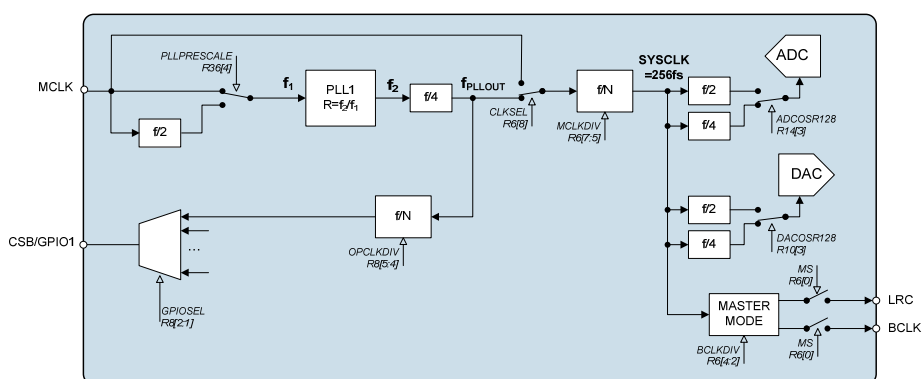 PLLPRESCALE
R36[4]
MCLK
f1
PLL1
R=f2/f1
f2
f/4
fPLLOUT
f/2
CLKSEL
R6[8]
f/N
MCLKDIV
R6[7:5]
SYSCLK
=256fs
f/2
f/4
ADC
ADCOSR128
R14[3]
DAC
f/2
f/4
DACOSR128
R10[3]
CSB/GPIO1
...
GPIOSEL
R8[2:1]
f/N
OPCLKDIV
R8[5:4]
MASTER
MODE
BCLKDIV
R6[4:2]
MS
R6[0]
LRC
BCLK
MS
R6[0]